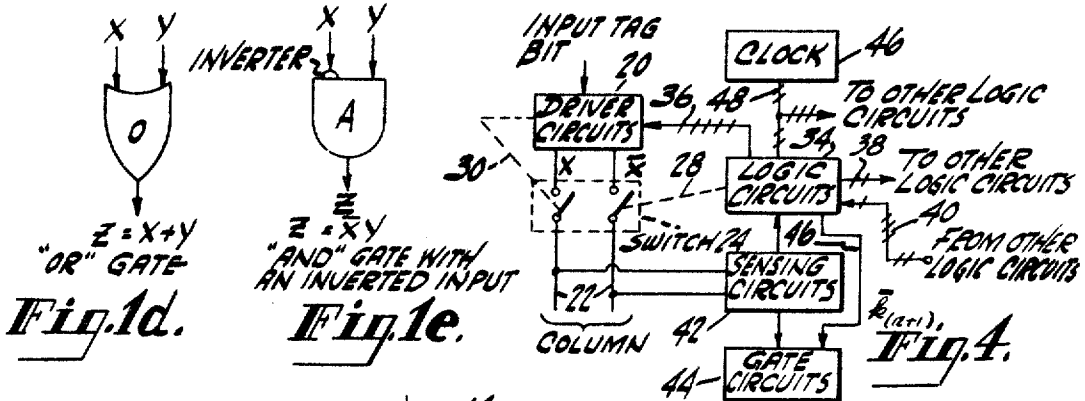 X Y
O
Z = X+Y
"OR" GATE
Fig. 1d.
X Y
INVERTER
A
Z
Z = X̅Y
"AND" GATE WITH
AN INVERTED INPUT
Fig. 1e.
INPUT TAG
BIT
20
DRIVER
CIRCUITS
X X̅
30
36, 48
CLOCK
46
TO OTHER LOGIC
CIRCUITS
34
38
LOGIC
CIRCUITS
TO OTHER
LOGIC CIRCUITS
28
40
FROM OTHER
LOGIC CIRCUITS
SWITCH 24
46
SENSING
CIRCUITS
22
COLUMN
42
k̅(a+1).
GATE
CIRCUITS
44
Fig. 4.